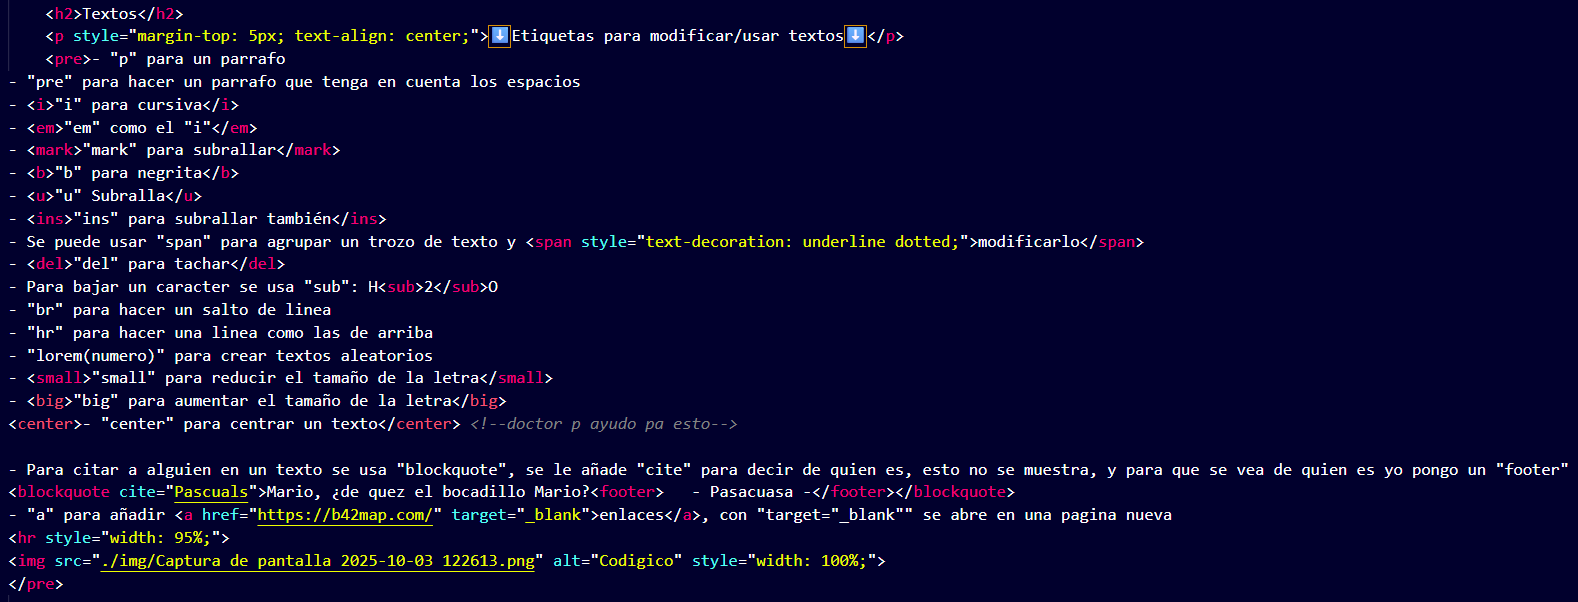 <h2>Textos</h2>
<p style="margin-top: 5px; text-align: center;">⬇️Etiquetas para modificar/usar textos⬇️</p>
<pre>- "p" para un parrafo
- "pre" para hacer un parrafo que tenga en cuenta los espacios
- <i>"i" para cursiva</i>
- <em>"em" como el "i"</em>
- <mark>"mark" para subrallar</mark>
- <b>"b" para negrita</b>
- <u>"u" Subralla</u>
- <ins>"ins" para subrallar también</ins>
- Se puede usar "span" para agrupar un trozo de texto y <span style="text-decoration: underline dotted;">modificarlo</span>
- <del>"del" para tachar</del>
- Para bajar un caracter se usa "sub": H<sub>2</sub>O
- "br" para hacer un salto de linea
- "hr" para hacer una linea como las de arriba
- "lorem(numero)" para crear textos aleatorios
- <small>"small" para reducir el tamaño de la letra</small>
- <big>"big" para aumentar el tamaño de la letra</big>
<center>- "center" para centrar un texto</center> <!--doctor p ayudo pa esto-->
- Para citar a alguien en un texto se usa "blockquote", se le añade "cite" para decir de quien es, esto no se muestra, y para que se vea de quien es yo pongo un "footer"
<blockquote cite="Pascuals">Mario, ¿de quez el bocadillo Mario?<footer>   - Pasacuasa -</footer></blockquote>
- "a" para añadir <a href="https://b42map.com/" target="_blank">enlaces</a>, con "target="_blank"" se abre en una pagina nueva
<hr style="width: 95%;">
<img src="./img/Captura de pantalla 2025-10-03 122613.png" alt="Codigico" style="width: 100%;">
</pre>